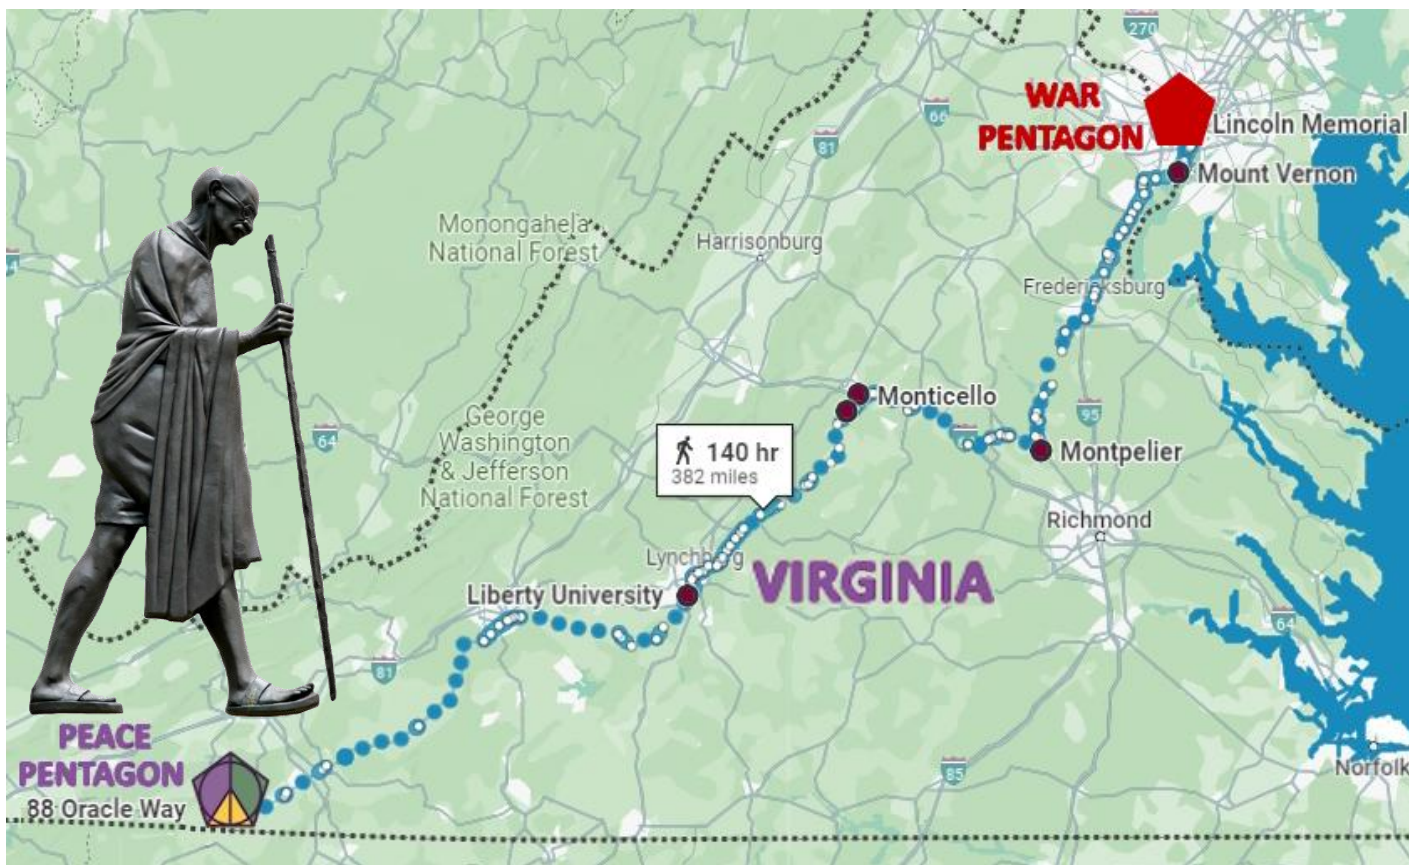 270
WAR
PENTAGON
Lincoln Memorial
66
81
Mount Vernon
Monongahela
National Forest
Harrisonburg
Fredericksburg
Monticello
George
Washington
& Jefferson
National Forest
64
95
140 hr
382 miles
Montpelier
Richmond
Lynchburg
VIRGINIA
Liberty University
64
81
PEACE
PENTAGON
88 Oracle Way
85
Norfolk